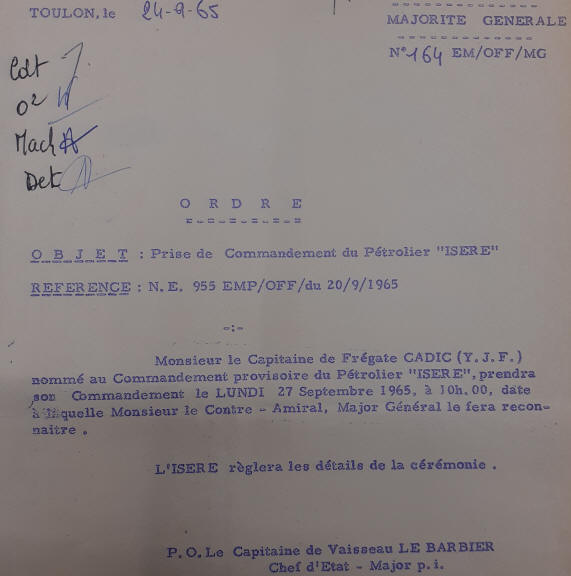 TOULON, le 24-9-65
MAJORITE GENERALE
N° 164 EM/OFF/MG
Cdt
O2
Mach
Det
O R D R E
O B J E T : Prise de Commandement du Pétrolier "ISERE"
REFERENCE : N.E. 955 EMP/OFF/du 20/9/1965
-:-
Monsieur le Capitaine de Frégate CADIC (Y.J.F.)
nommé au Commandement provisoire du Pétrolier "ISERE", prendra
son Commandement le LUNDI 27 Septembre 1965, à 10h.00, date
à laquelle Monsieur le Contre - Amiral, Major Général le fera recon-
naitre .
L'ISERE règlera les détails de la cérémonie .
P.O. Le Capitaine de Vaisseau LE BARBIER
Chef d'Etat - Major p.i.